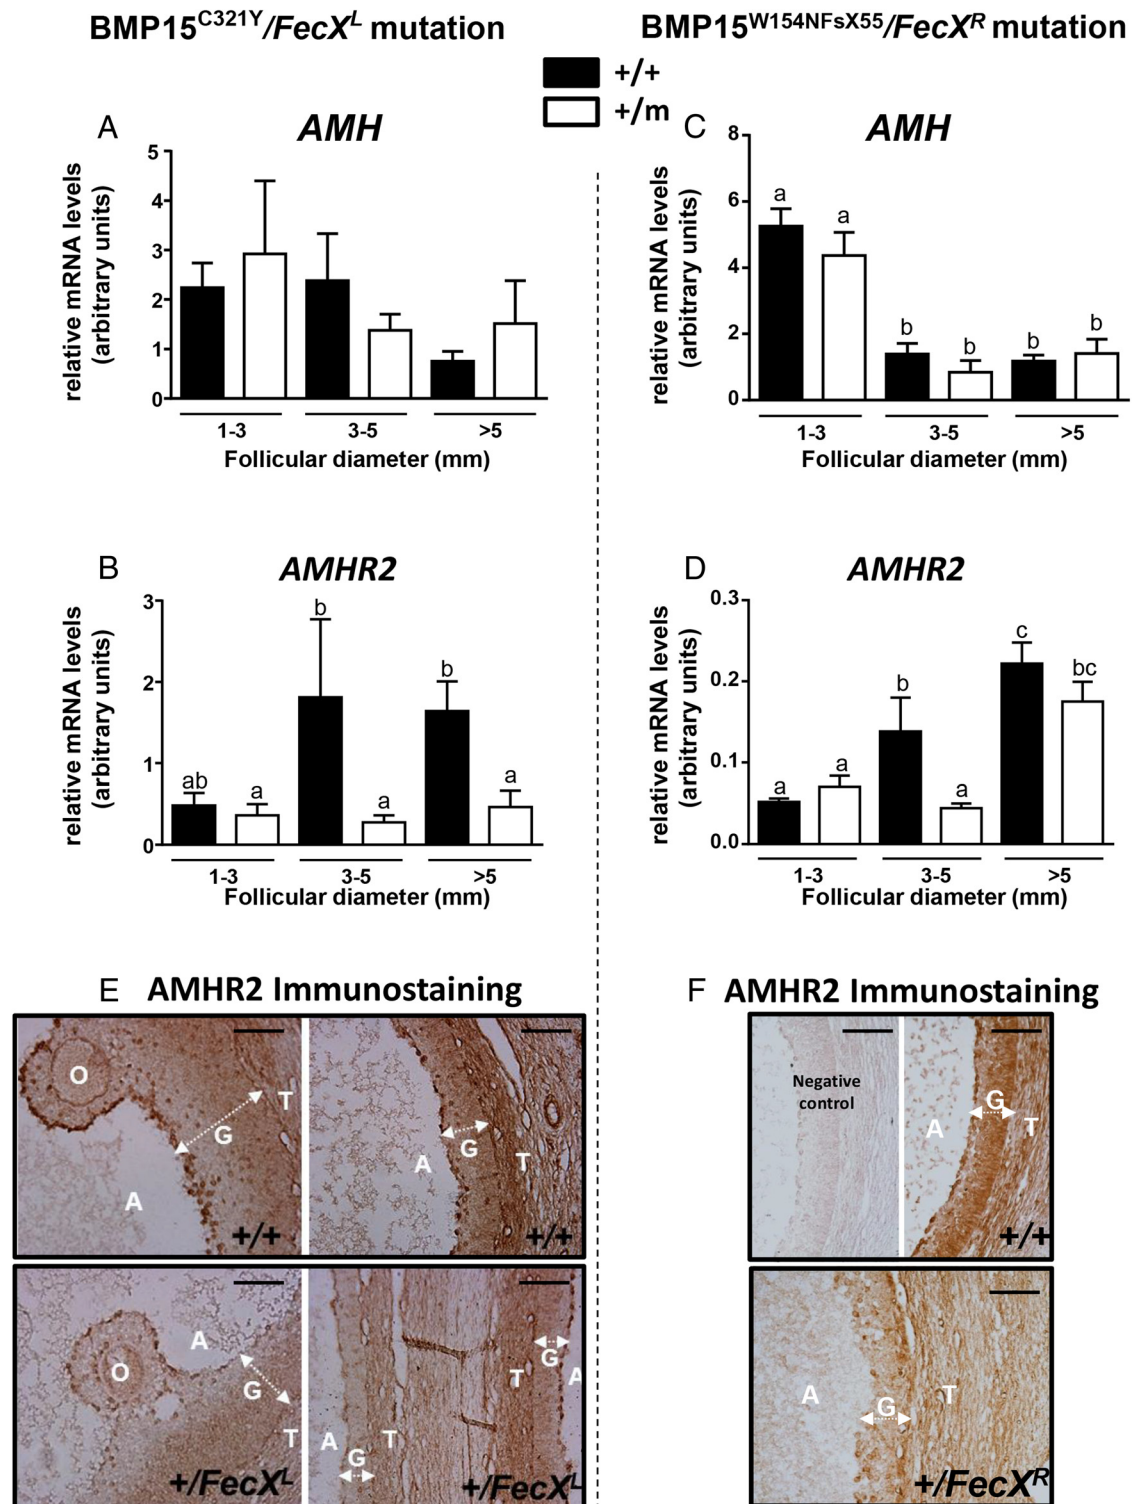 BMP15C321Y/FecXL mutation
BMP15W154NFsX55/FecXR mutation
+/+
+/m
A
AMH
5
4
3
2
1
0
relative mRNA levels
(arbitrary units)
1-3
3-5
>5
Follicular diameter (mm)
C
AMH
8
6
4
2
0
relative mRNA levels
(arbitrary units)
a
a
b
b
b
b
1-3
3-5
>5
Follicular diameter (mm)
B
AMHR2
3
2
1
0
relative mRNA levels
(arbitrary units)
ab
a
b
a
b
a
1-3
3-5
>5
Follicular diameter (mm)
D
AMHR2
0.3
0.2
0.1
0.0
relative mRNA levels
(arbitrary units)
a
a
b
a
c
bc
1-3
3-5
>5
Follicular diameter (mm)
E
AMHR2 Immunostaining
O
T
G
A
+/+
A
G
T
+/+
A
O
G
T
+/FecXL
A
G
T
T
G
A
+/FecXL
F
AMHR2 Immunostaining
Negative
control
A
G
T
+/+
A
G
T
+/FecXR